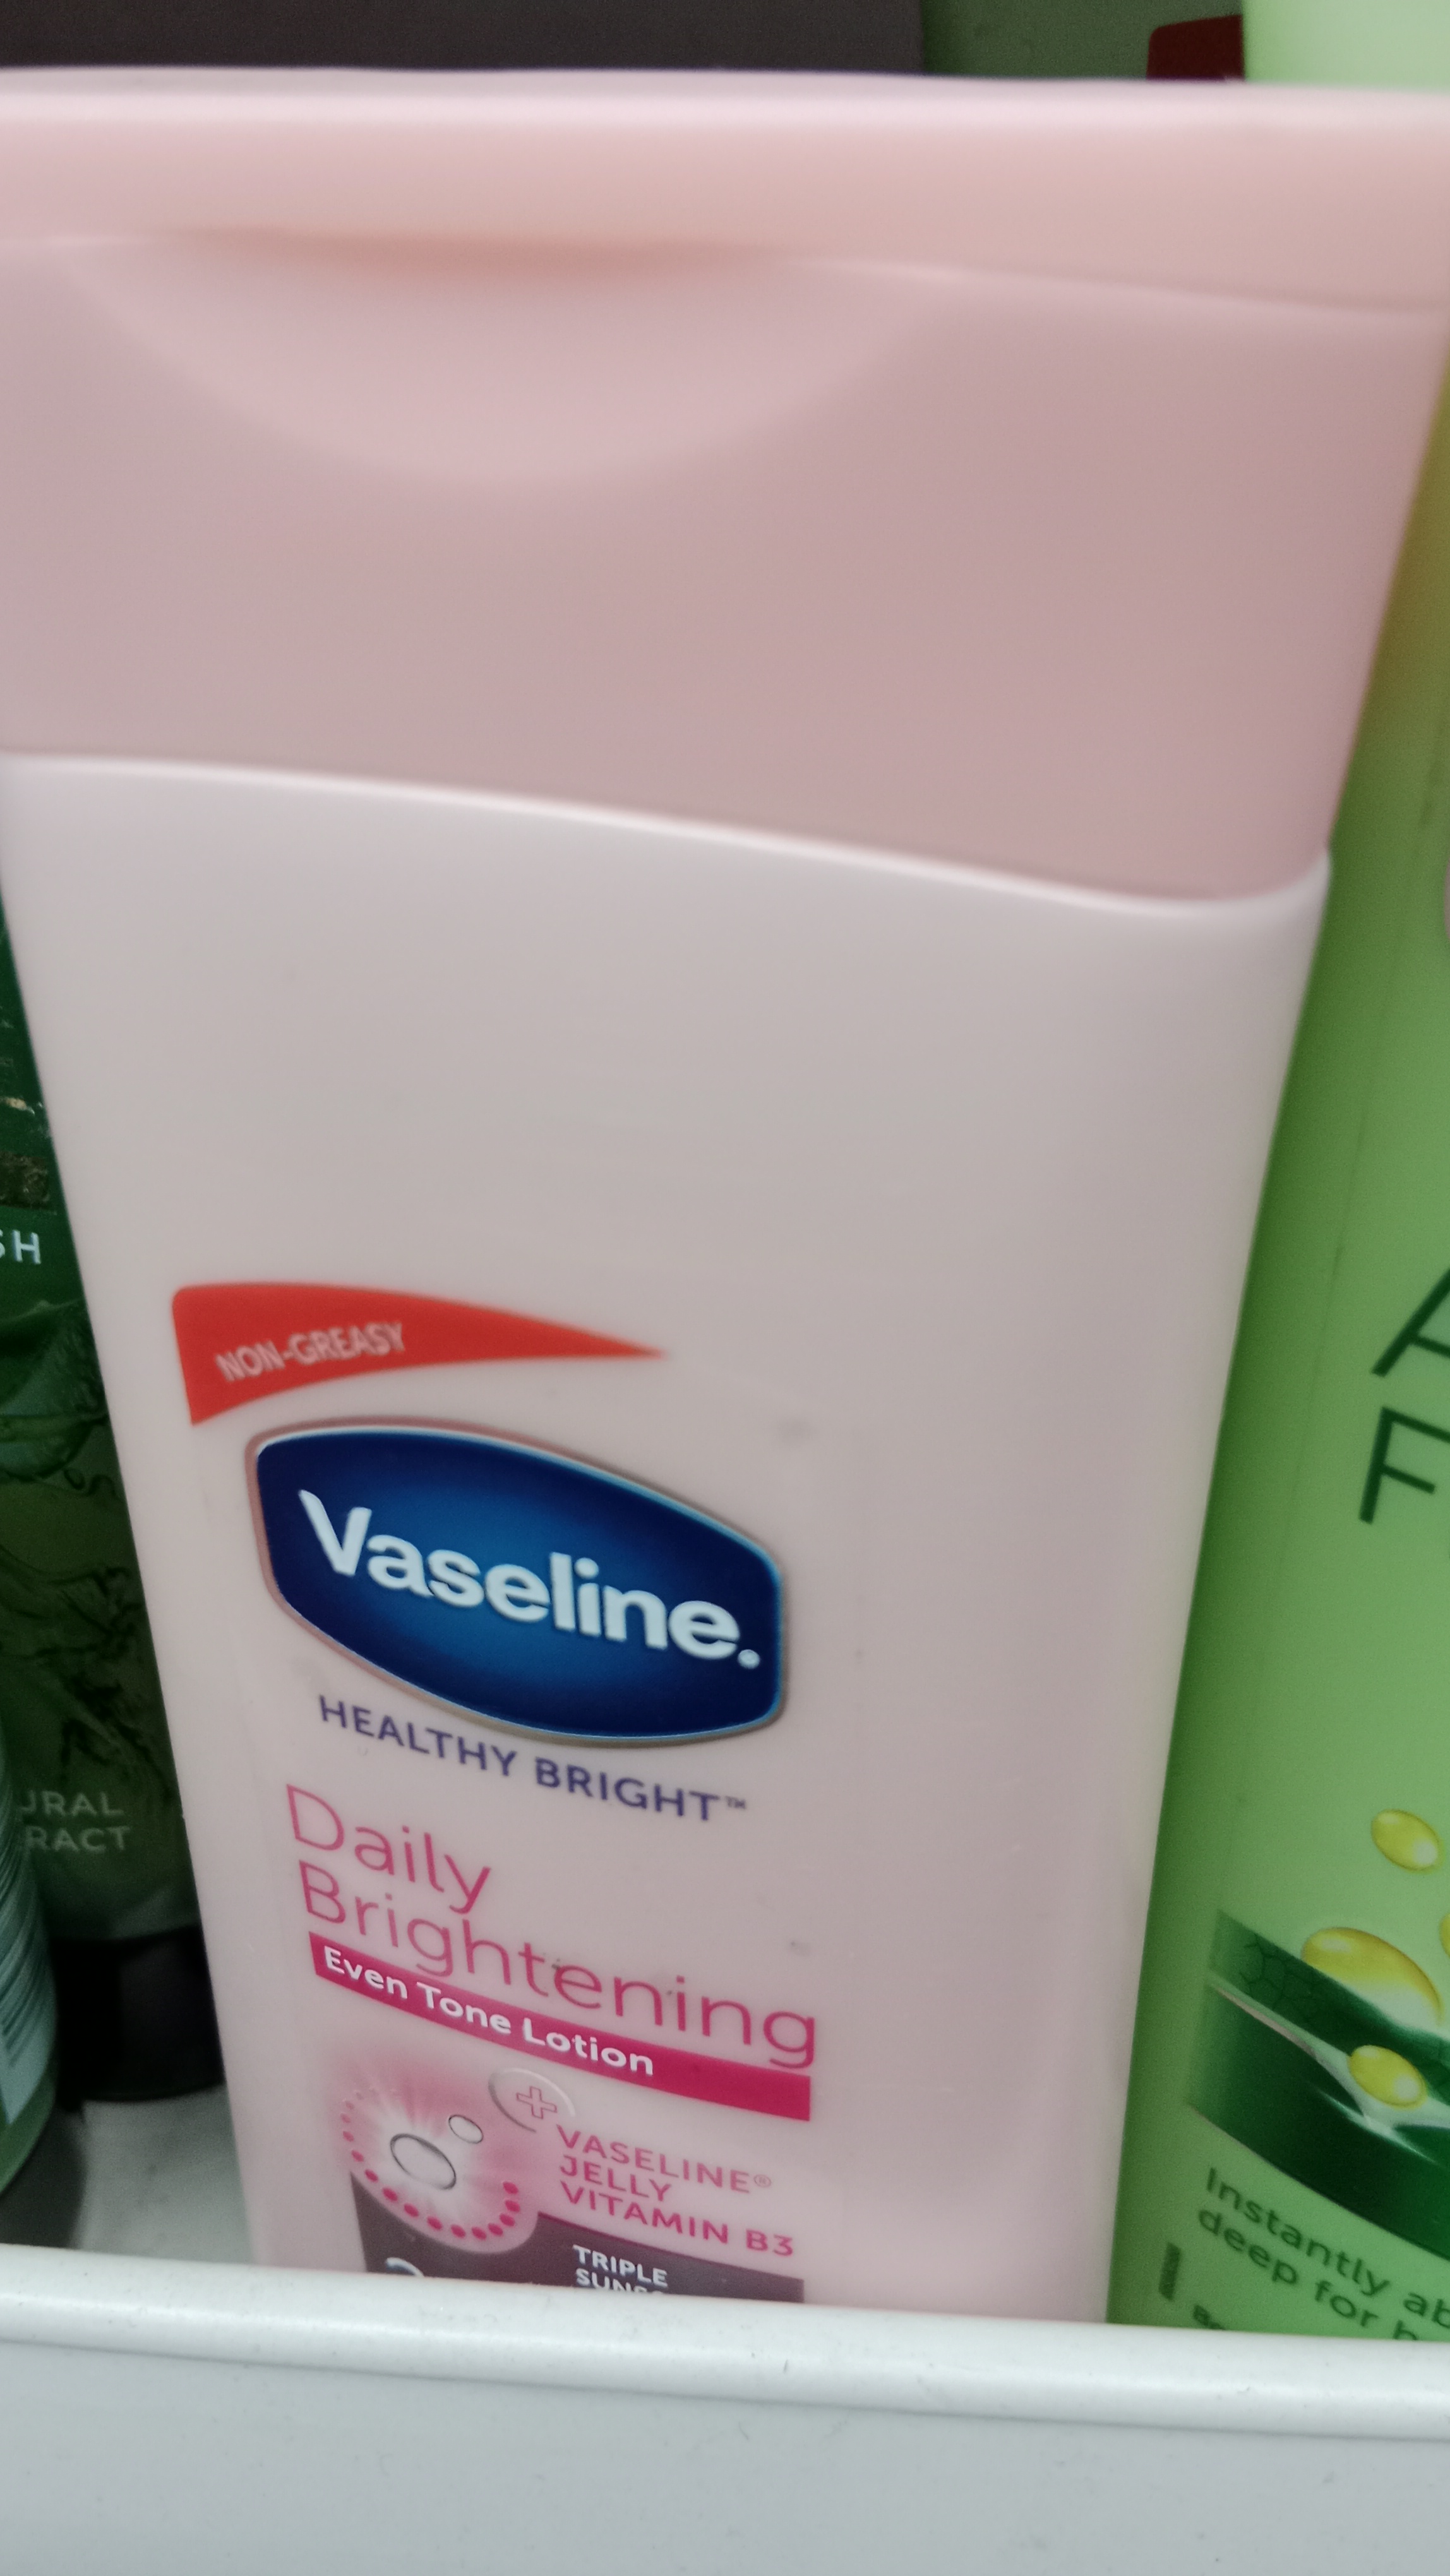 NON-GREASY
Vaseline.
HEALTHY BRIGHT™
Daily
Brightening
Even Tone Lotion
VASELINE®
JELLY
VITAMIN B3
TRIPLE
SH
URAL
RACT
A
F
Instantly ab
deep for h